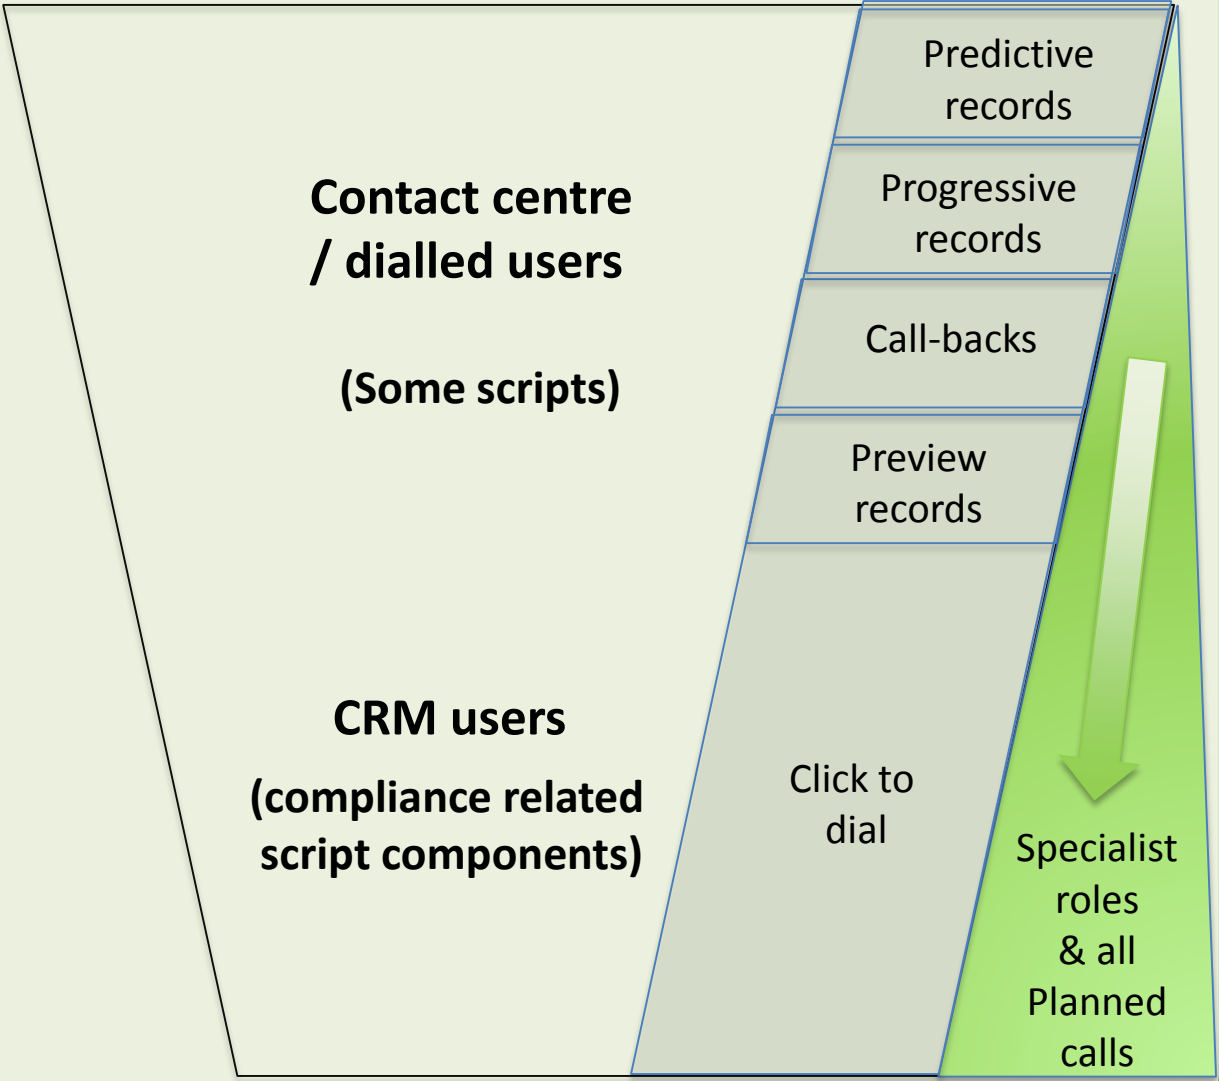 Contact centre
/ dialled users
(Some scripts)
CRM users
(compliance related
script components)
Predictive
records
Progressive
records
Call-backs
Preview
records
Click to
dial
Specialist
roles
& all
Planned
calls